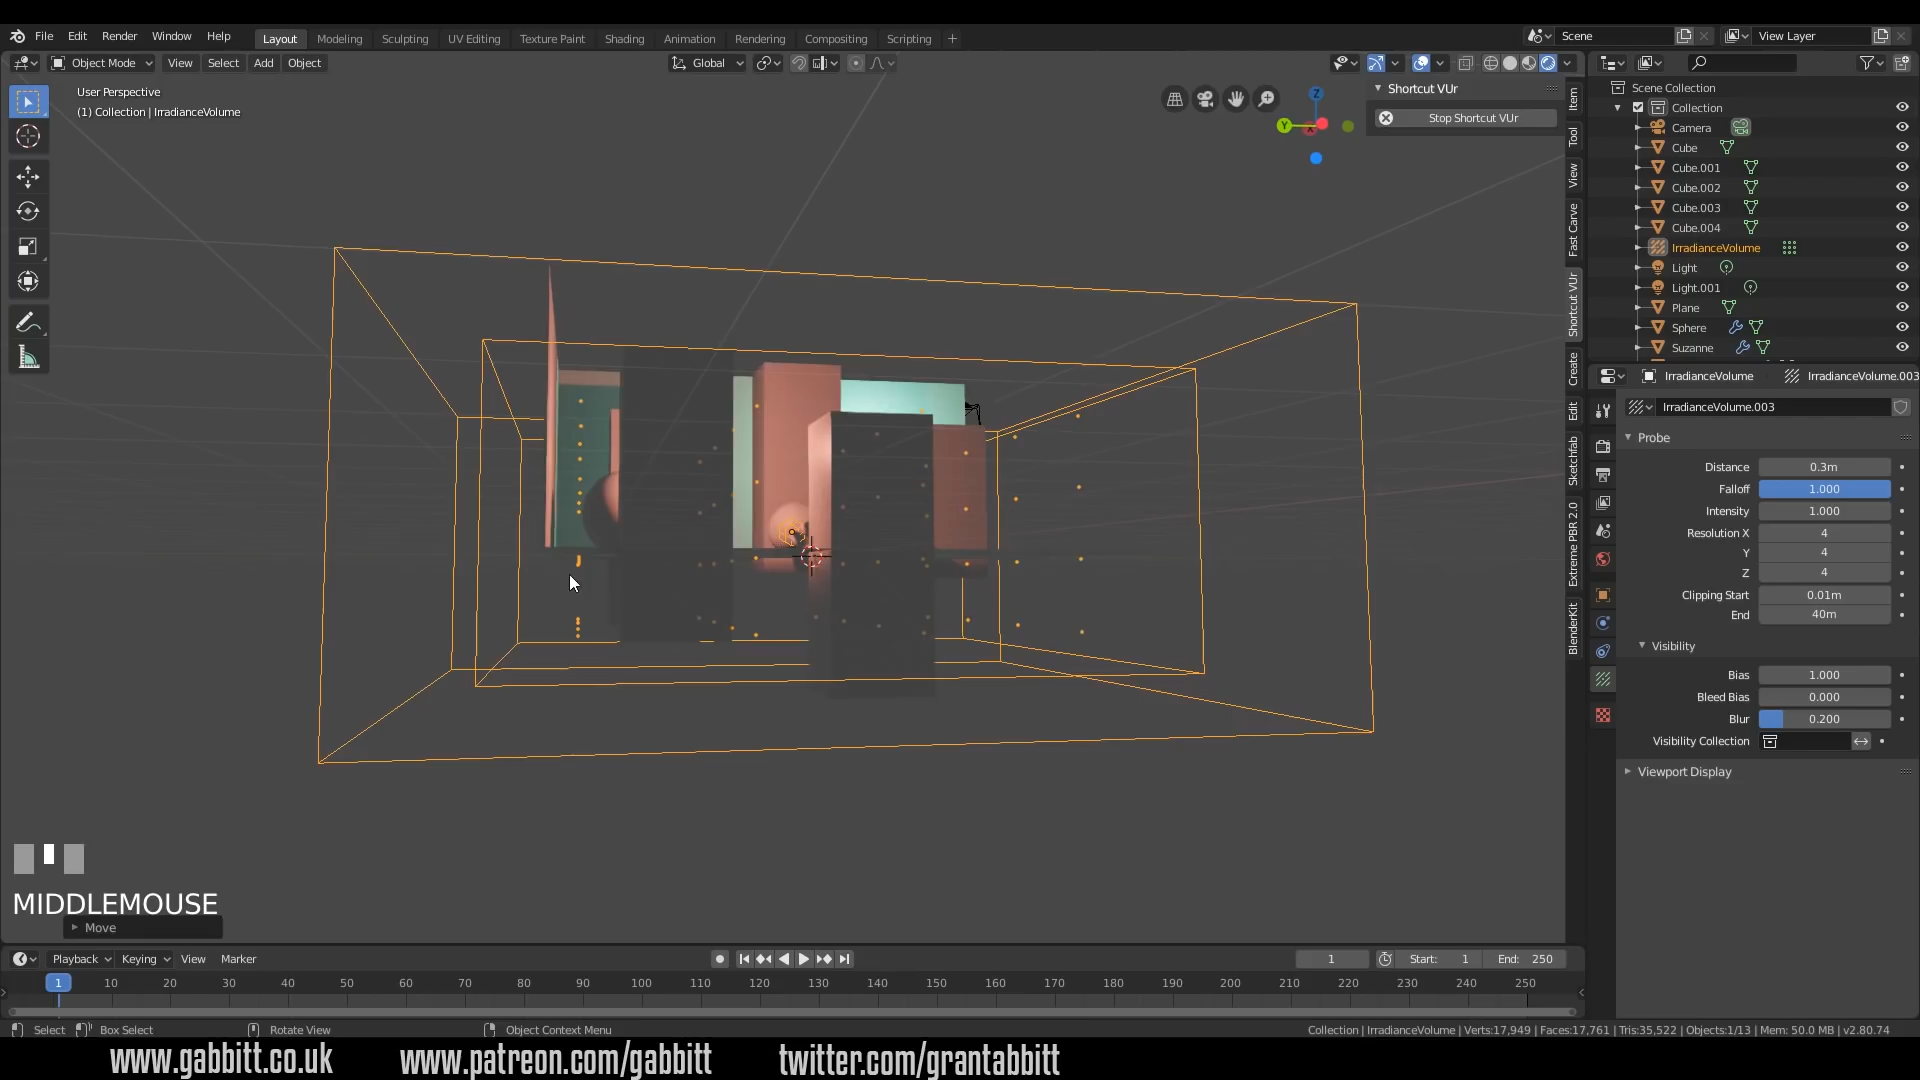 File Edit Render Window Help Layout Modeling Sculpting UV Editing Texture Paint Shading Animation Rendering Compositing Scripting + Scene View Layer
Object Mode View Select Add Object Global
User Perspective
(1) Collection | IrradianceVolume
Shortcut VUr
Stop Shortcut VUr
Z
Y
X
Item
Tool
View
Fast Carve
Shortcut VUr
Create
Edit
Sketchfab
Extreme PBR 2.0
BlenderKit
Scene Collection
Collection
Camera
Cube
Cube.001
Cube.002
Cube.003
Cube.004
IrradianceVolume
Light
Light.001
Plane
Sphere
Suzanne
IrradianceVolume IrradianceVolume.003
IrradianceVolume.003
Probe
Distance 0.3m
Falloff 1.000
Intensity 1.000
Resolution X 4
Y 4
Z 4
Clipping Start 0.01m
End 40m
Visibility
Bias 1.000
Bleed Bias 0.000
Blur 0.200
Visibility Collection
Viewport Display
MIDDLEMOUSE
Move
Playback Keying View Marker 1 Start: 1 End: 250
1 10 20 30 40 50 60 70 80 90 100 110 120 130 140 150 160 170 180 190 200 210 220 230 240 250
Select Box Select Rotate View Object Context Menu Collection | IrradianceVolume | Verts:17,949 | Faces:17,761 | Tris:35,522 | Objects:1/13 | Mem: 50.0 MB | v2.80.74
www.gabbitt.co.uk www.patreon.com/gabbitt twitter.com/grantabbitt